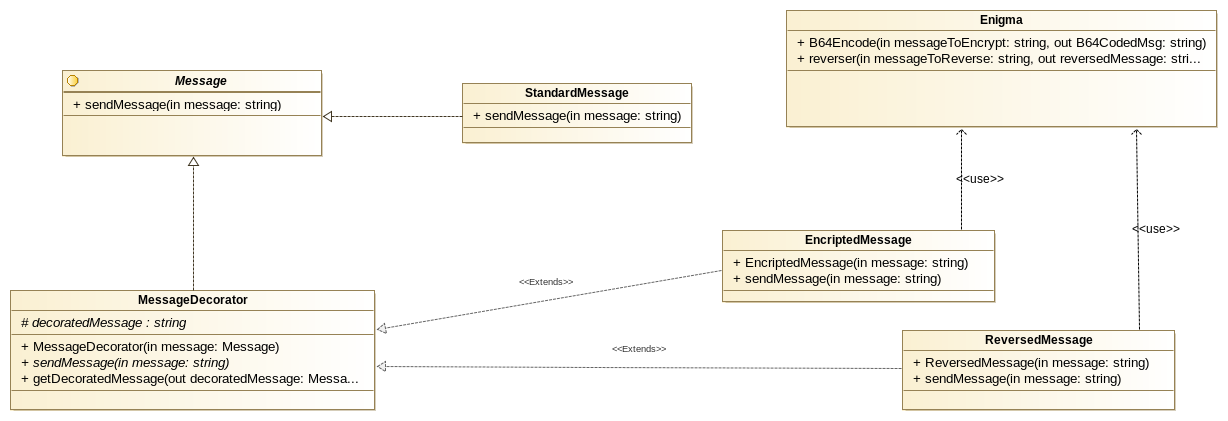 Enigma
+ B64Encode(in messageToEncrypt: string, out B64CodedMsg: string)
+ reverser(in messageToReverse: string, out reversedMessage: stri...
Message
+ sendMessage(in message: string)
StandardMessage
+ sendMessage(in message: string)
<<use>>
<<use>>
EncriptedMessage
+ EncriptedMessage(in message: string)
+ sendMessage(in message: string)
<<Extends>>
MessageDecorator
# decoratedMessage : string
+ MessageDecorator(in message: Message)
+ sendMessage(in message: string)
+ getDecoratedMessage(out decoratedMessage: Messa...
<<Extends>>
ReversedMessage
+ ReversedMessage(in message: string)
+ sendMessage(in message: string)